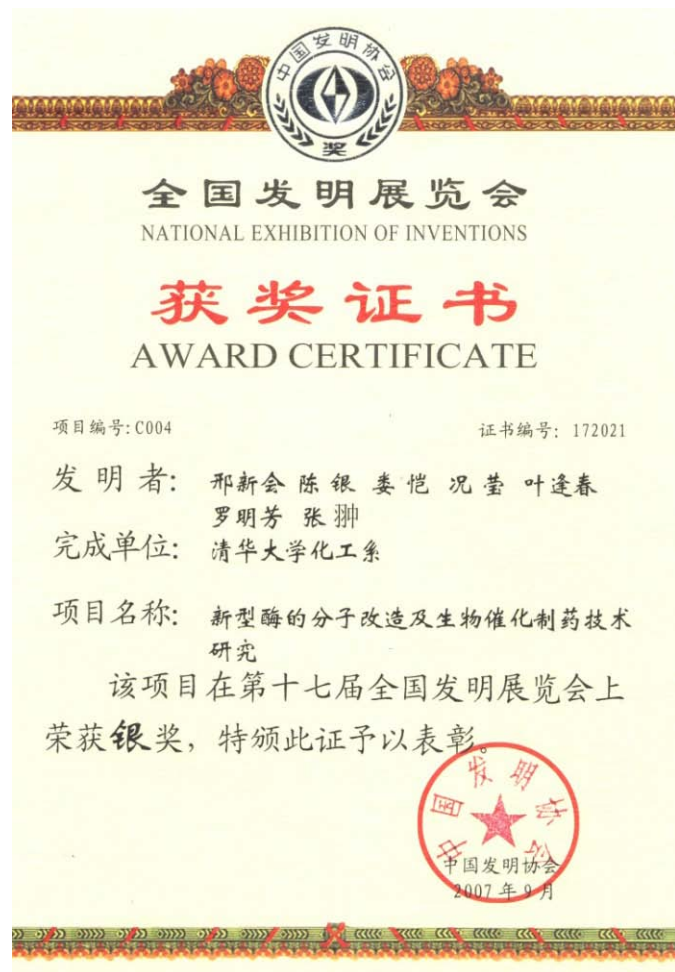 中国发明协会
奖
全国发明展览会
NATIONAL EXHIBITION OF INVENTIONS
获奖证书
AWARD CERTIFICATE
项目编号:C004
证书编号: 172021
发明者: 邢新会 陈银 娄恺 况莹 叶逢春
罗明芳 张翀
完成单位: 清华大学化工系
项目名称: 新型酶的分子改造及生物催化制药技术
研究
该项目在第十七届全国发明展览会上
荣获银奖，特颁此证予以表彰。
中国发明协会
中国发明协会
2007年9月